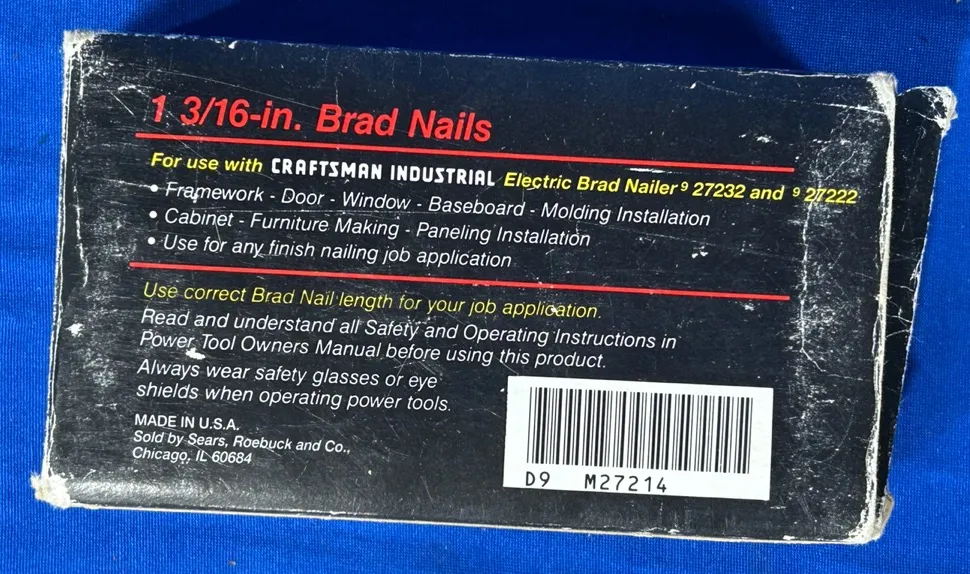 1 3/16-in. Brad Nails
For use with CRAFTSMAN INDUSTRIAL Electric Brad Nailer 9 27232 and 9 27222
• Framework - Door - Window - Baseboard - Molding Installation
• Cabinet - Furniture Making - Paneling Installation
• Use for any finish nailing job application
Use correct Brad Nail length for your job application.
Read and understand all Safety and Operating Instructions in
Power Tool Owners Manual before using this product.
Always wear safety glasses or eye
shields when operating power tools.
MADE IN U.S.A.
Sold by Sears, Roebuck and Co.,
Chicago, IL 60684
D9 M27214